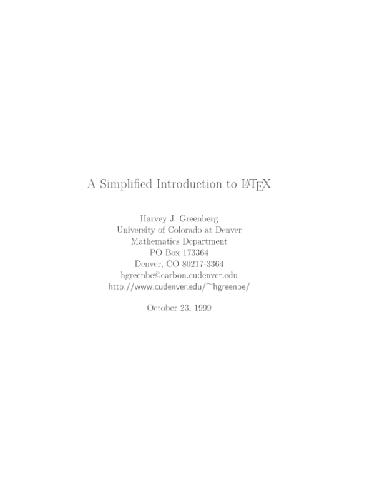 A Simplified Introduction to LATEX
Harvey J. Greenberg
University of Colorado at Denver
Mathematics Department
PO Box 173364
Denver, CO 80217-3364
hgreenbe@carbon.cudenver.edu
http://www.cudenver.edu/~hgreenbe/
October 23, 1999